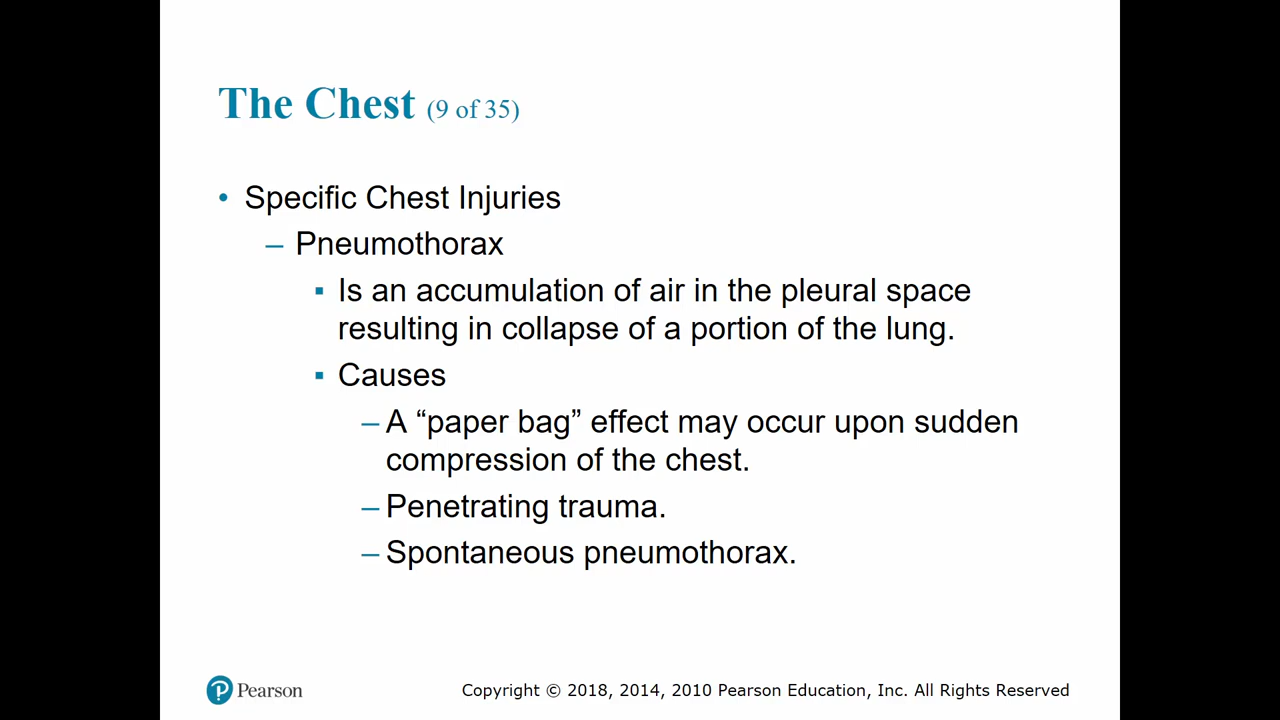 The Chest (9 of 35)
• Specific Chest Injuries
– Pneumothorax
▪ Is an accumulation of air in the pleural space
resulting in collapse of a portion of the lung.
▪ Causes
– A “paper bag” effect may occur upon sudden
compression of the chest.
– Penetrating trauma.
– Spontaneous pneumothorax.
Pearson
Copyright © 2018, 2014, 2010 Pearson Education, Inc. All Rights Reserved